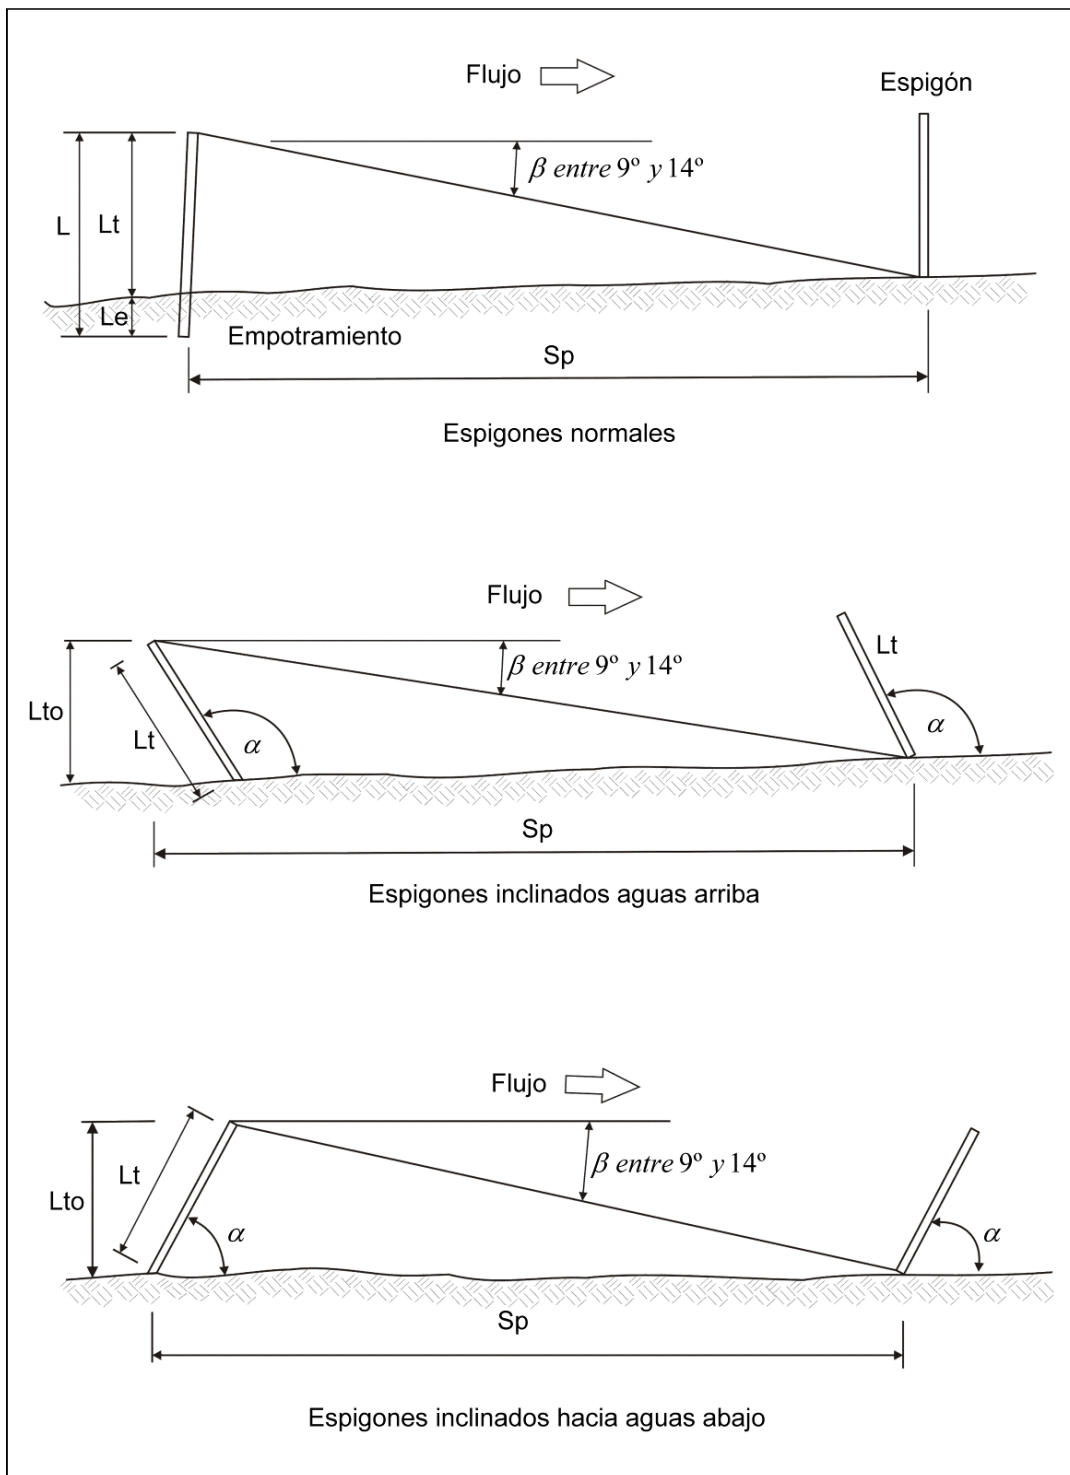 Flujo
Espigón
β entre 9º y 14º
L
Lt
Le
Empotramiento
Sp
Espigones normales
Flujo
β entre 9º y 14º
Lt
Lto
Lt
α
α
Sp
Espigones inclinados aguas arriba
Flujo
β entre 9º y 14º
Lt
Lto
α
α
Sp
Espigones inclinados hacia aguas abajo